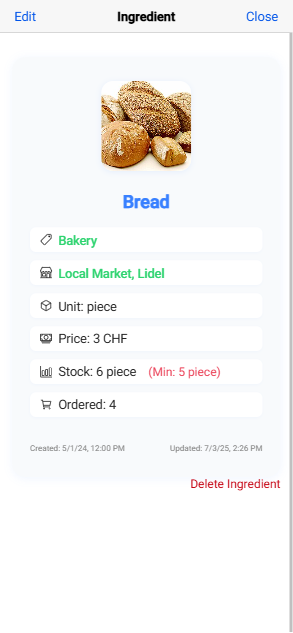 Edit Ingredient Close
Bread
Bakery
Local Market, Lidel
Unit: piece
Price: 3 CHF
Stock: 6 piece (Min: 5 piece)
Ordered: 4
Created: 5/1/24, 12:00 PM Updated: 7/3/25, 2:26 PM
Delete Ingredient